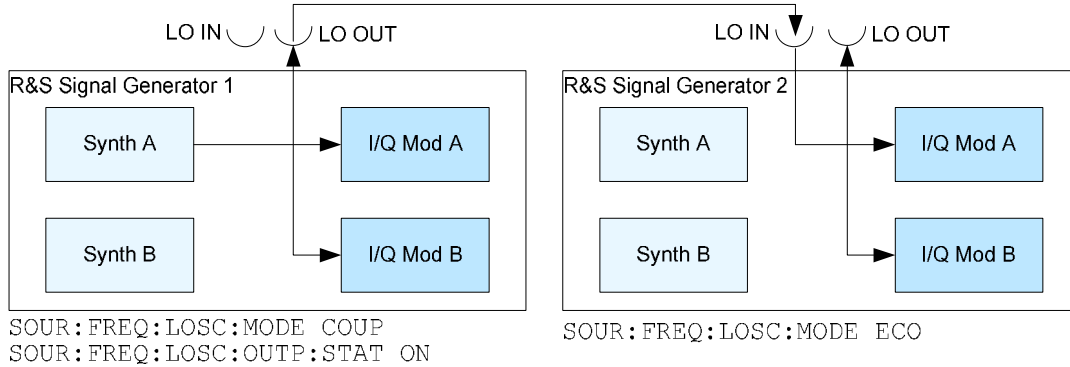 LO IN LO OUT LO IN LO OUT
R&S Signal Generator 1
Synth A I/Q Mod A
Synth B I/Q Mod B
SOUR:FREQ:LOSC:MODE COUP
SOUR:FREQ:LOSC:OUTP:STAT ON
R&S Signal Generator 2
Synth A I/Q Mod A
Synth B I/Q Mod B
SOUR:FREQ:LOSC:MODE ECO